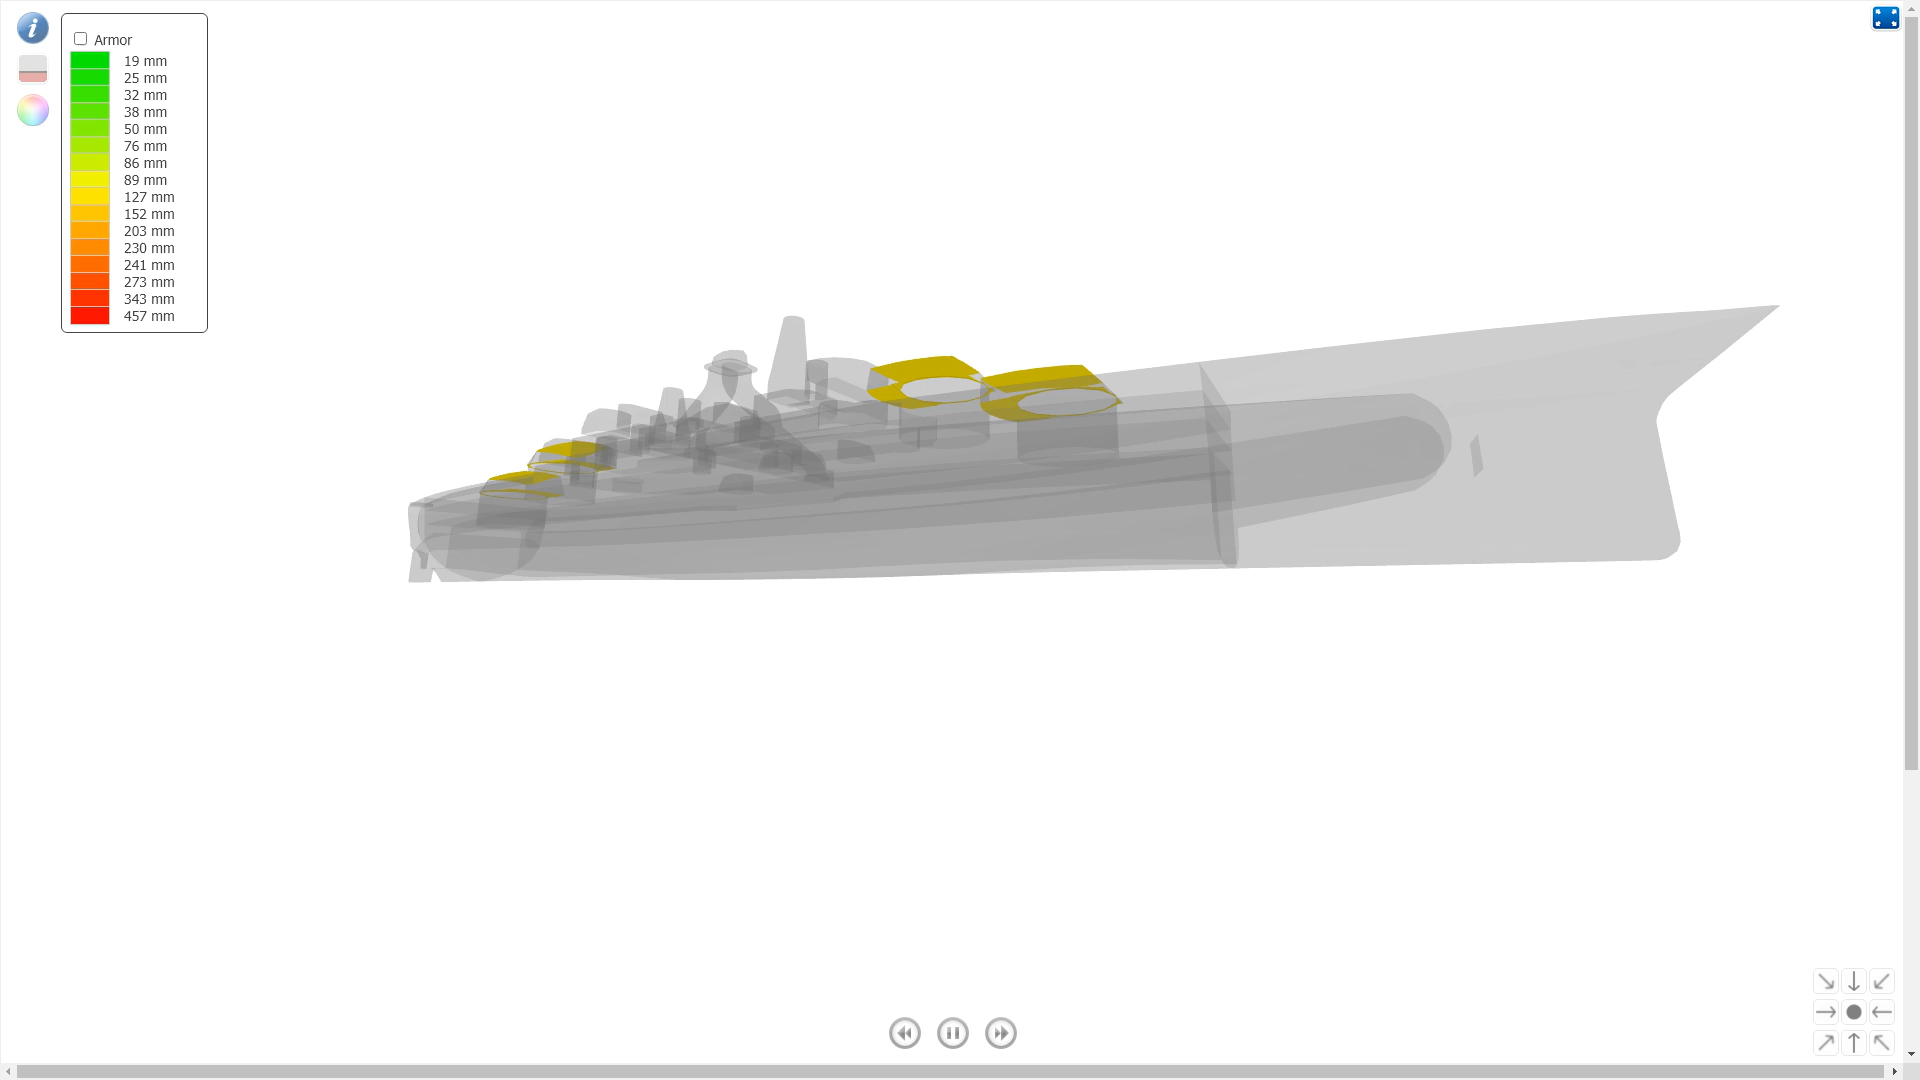 i
Armor
19 mm
25 mm
32 mm
38 mm
50 mm
76 mm
86 mm
89 mm
127 mm
152 mm
203 mm
230 mm
241 mm
273 mm
343 mm
457 mm